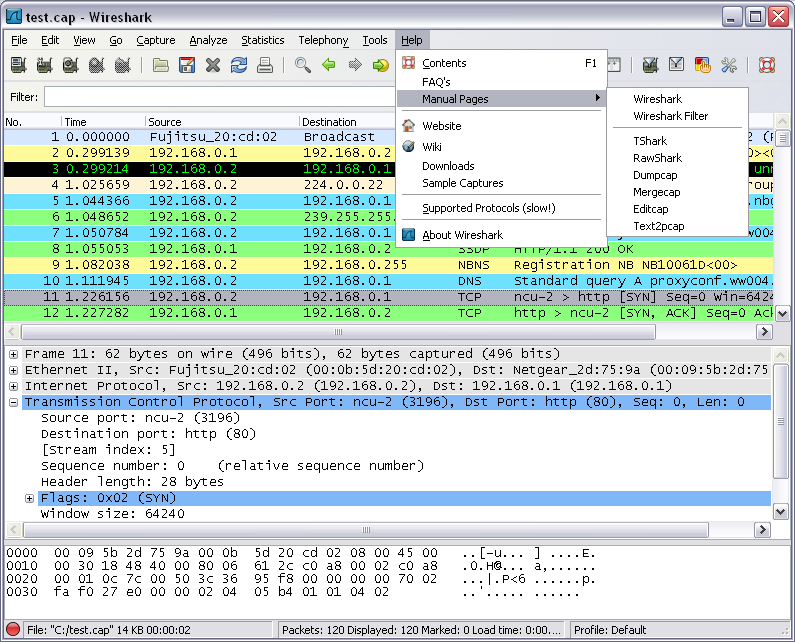 test.cap - Wireshark
File Edit View Go Capture Analyze Statistics Telephony Tools Help
Contents F1
FAQ's
Manual Pages
Website
Wiki
Downloads
Sample Captures
Supported Protocols (slow!)
About Wireshark
Wireshark
Wireshark Filter
TShark
RawShark
Dumpcap
Mergecap
Editcap
Text2pcap
Filter:
No. Time Source Destination
1 0.000000 Fujitsu_20:cd:02 Broadcast
2 0.299139 192.168.0.1 192.168.0.2
3 0.299214 192.168.0.2 192.168.0.1
4 1.025659 192.168.0.2 224.0.0.22
5 1.044366 192.168.0.2 192.168.0.1
6 1.048652 192.168.0.2 239.255.255.
7 1.050784 192.168.0.2 192.168.0.1
8 1.055053 192.168.0.1 192.168.0.2 SSDP HTTP/1.1 200 OK
9 1.082038 192.168.0.2 192.168.0.255 NBNS Registration NB NB10061D<00>
10 1.111945 192.168.0.2 192.168.0.1 DNS Standard query A proxyconf.ww004.
11 1.226156 192.168.0.2 192.168.0.1 TCP ncu-2 > http [SYN] Seq=0 Win=6424
12 1.227282 192.168.0.1 192.168.0.2 TCP http > ncu-2 [SYN, ACK] Seq=0 Ack
Frame 11: 62 bytes on wire (496 bits), 62 bytes captured (496 bits)
Ethernet II, Src: Fujitsu_20:cd:02 (00:0b:5d:20:cd:02), Dst: Netgear_2d:75:9a (00:09:5b:2d:75
Internet Protocol, Src: 192.168.0.2 (192.168.0.2), Dst: 192.168.0.1 (192.168.0.1)
Transmission Control Protocol, Src Port: ncu-2 (3196), Dst Port: http (80), Seq: 0, Len: 0
Source port: ncu-2 (3196)
Destination port: http (80)
[Stream index: 5]
Sequence number: 0 (relative sequence number)
Header length: 28 bytes
Flags: 0x02 (SYN)
Window size: 64240
0000 00 09 5b 2d 75 9a 00 0b 5d 20 cd 02 08 00 45 00 ..[-u... ] ....E.
0010 00 30 18 48 40 00 80 06 61 2c c0 a8 00 02 c0 a8 .0.H@... a,......
0020 00 01 0c 7c 00 50 3c 36 95 f8 00 00 00 00 70 02 ...|.P<6 ......p.
0030 fa f0 27 e0 00 00 02 04 05 b4 01 01 04 02 ..'..... ......
File: "C:/test.cap" 14 KB 00:00:02 Packets: 120 Displayed: 120 Marked: 0 Load time: 0:00.... Profile: Default